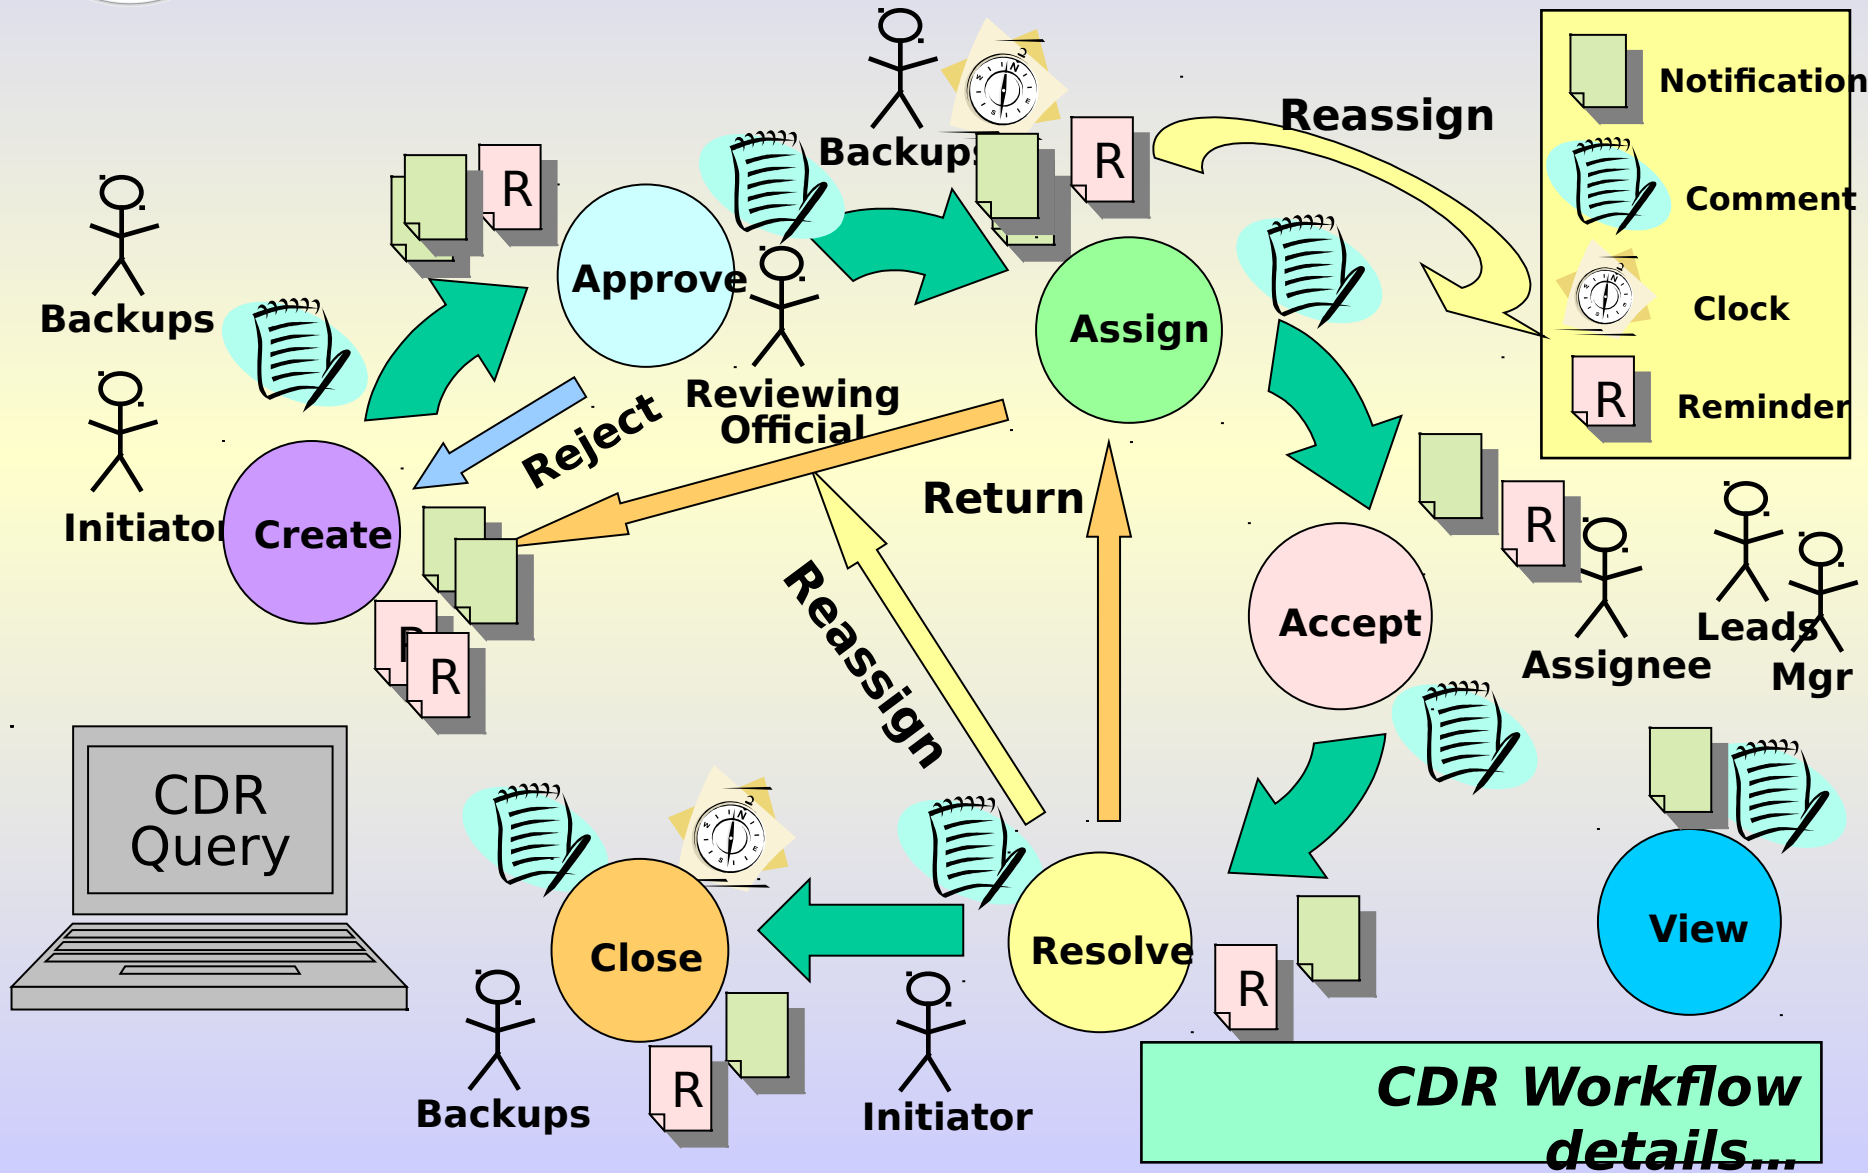 Backups
Reassign
Notification
Comment
Clock
Reminder
R
R
R
R
Backups
Approve
Assign
Reviewing
Official
Reject
Return
Initiator
Create
R
R
Reassign
Accept
Assignee
Leads
Mgr
CDR
Query
Close
Resolve
View
R
R
Backups
Initiator
CDR Workflow
details…